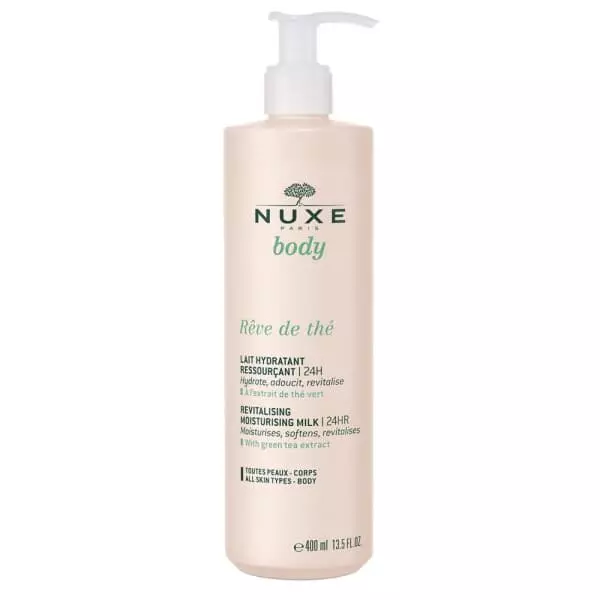 NUXE
PARIS
body
Rêve de thé
LAIT HYDRATANT
RESSOURÇANT | 24H
Hydrate, adoucit, revitalise
À l'extrait de thé vert
REVITALISING
MOISTURISING MILK | 24HR
Moisturises, softens, revitalises
With green tea extract
TOUTES PEAUX - CORPS
ALL SKIN TYPES - BODY
℮400 ml 13.5 FL.OZ.